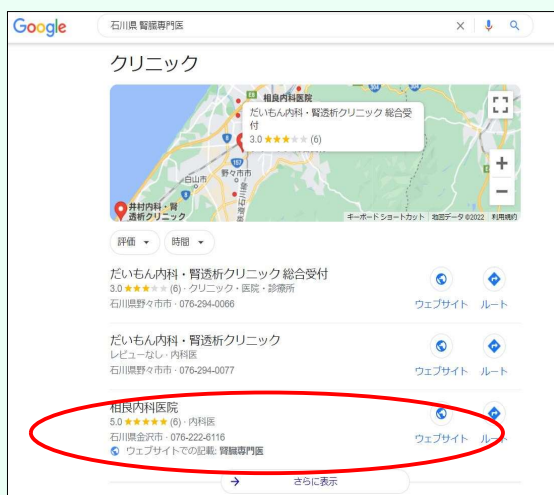 Google
石川県 腎臓専門医
クリニック
相良内科医院
だいもん内科・腎透析クリニック 総合受
付
3.0 ★★★★★ (6)
野々市市
白山市
157
8
井村内科・腎
透析クリニック
キーボード ショートカット 地図データ ©2022 利用規約
評価 時間
だいもん内科・腎透析クリニック 総合受付
3.0 ★★★★★ (6) · クリニック・医院・診療所
石川県野々市市 · 076-294-0066
ウェブサイト ルート
だいもん内科・腎透析クリニック
レビューなし · 内科医
石川県野々市市 · 076-294-0077
ウェブサイト ルート
相良内科医院
5.0 ★★★★★ (6) · 内科医
石川県金沢市 · 076-222-6116
ウェブサイト ルート
ウェブサイトでの記載: 腎臓専門医
さらに表示